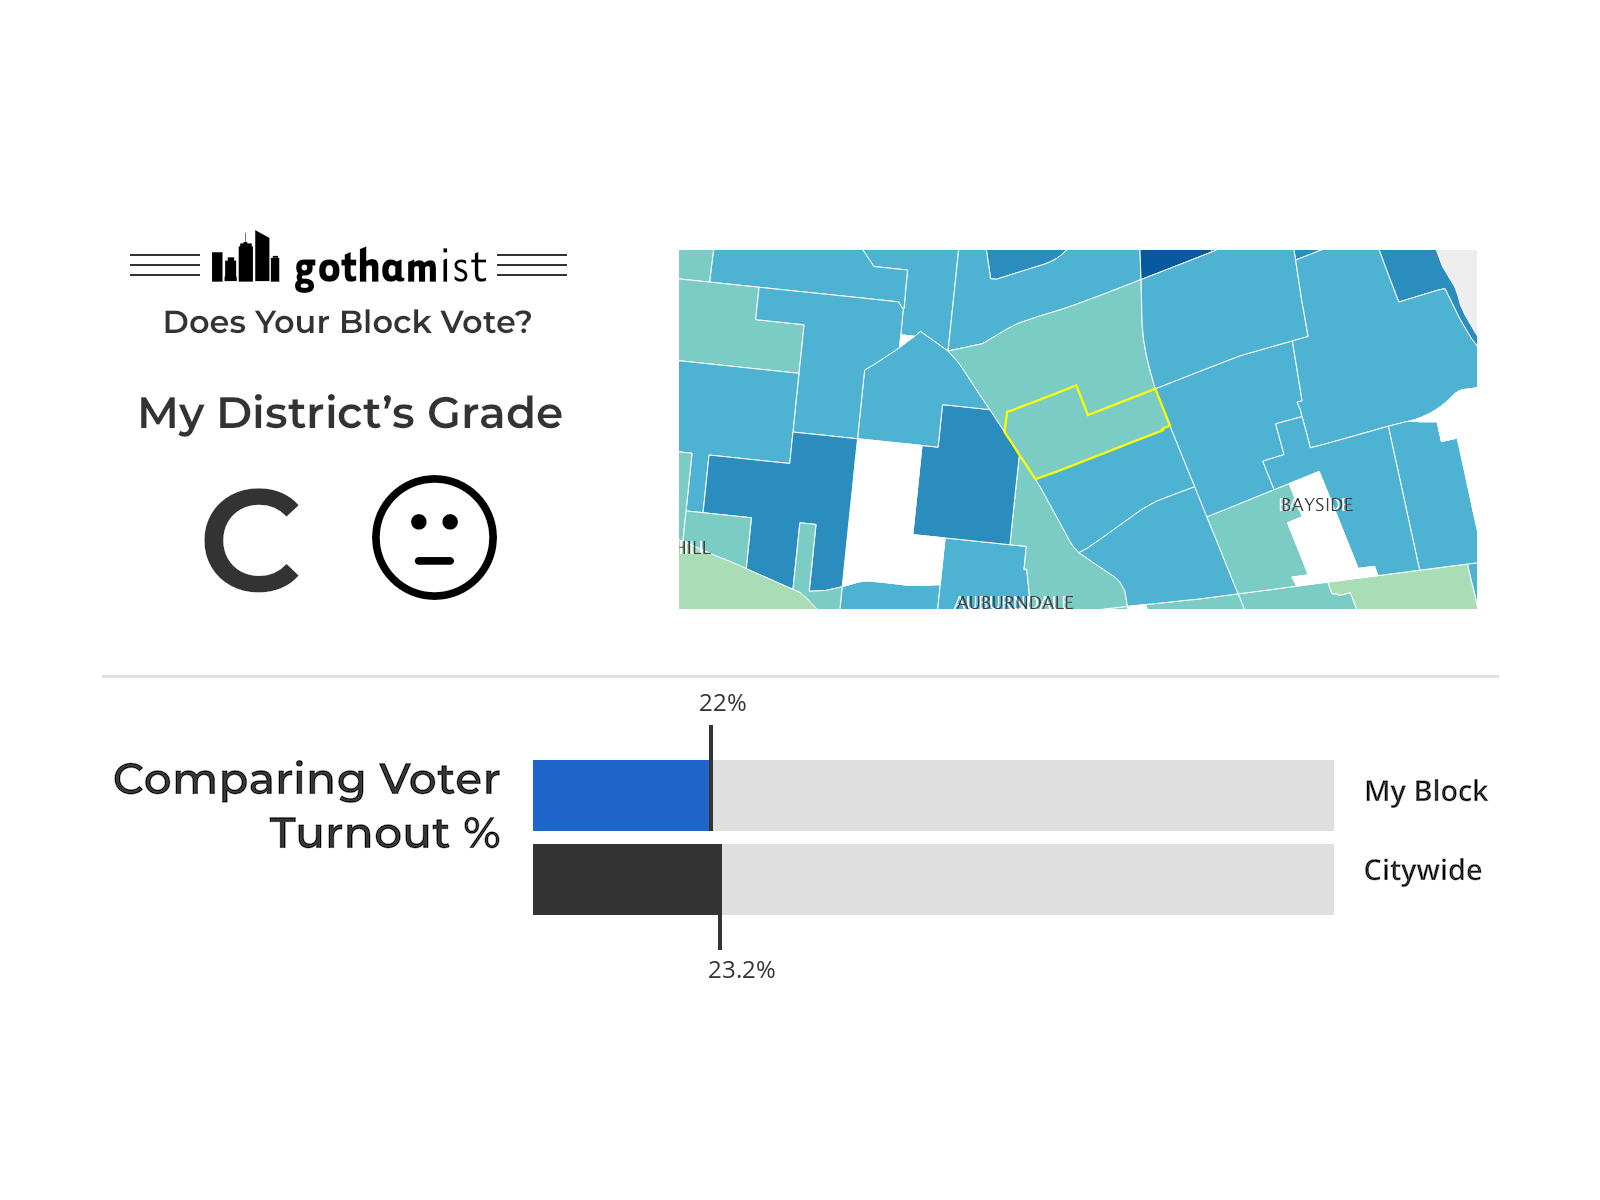 gothamist
Does Your Block Vote?
My District's Grade
C
HILL
BAYSIDE
AUBURNDALE
22%
Comparing Voter
Turnout %
My Block
Citywide
23.2%